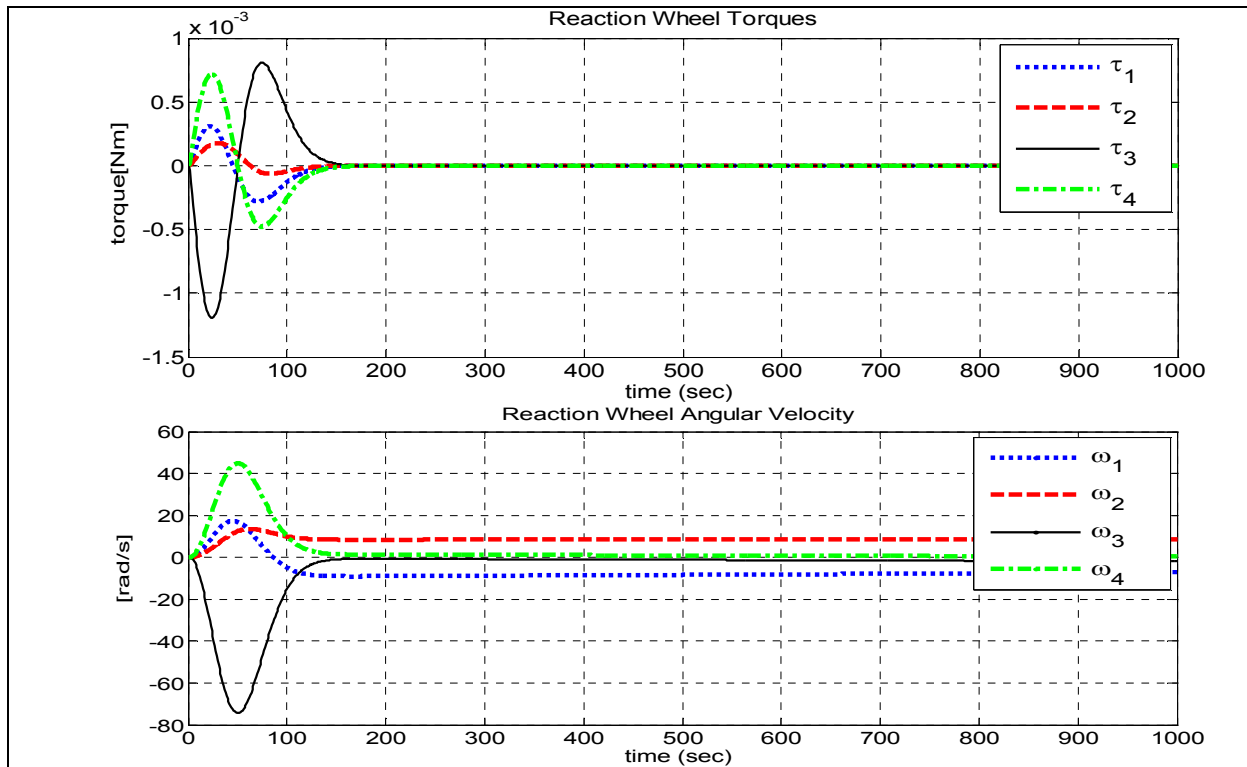 Reaction Wheel Torques
x 10⁻³
1
0.5
0
-0.5
-1
-1.5
torque[Nm]
τ₁
τ₂
τ₃
τ₄
0 100 200 300 400 500 600 700 800 900 1000
time (sec)
Reaction Wheel Angular Velocity
60
40
20
0
-20
-40
-60
-80
[rad/s]
ω₁
ω₂
ω₃
ω₄
0 100 200 300 400 500 600 700 800 900 1000
time (sec)